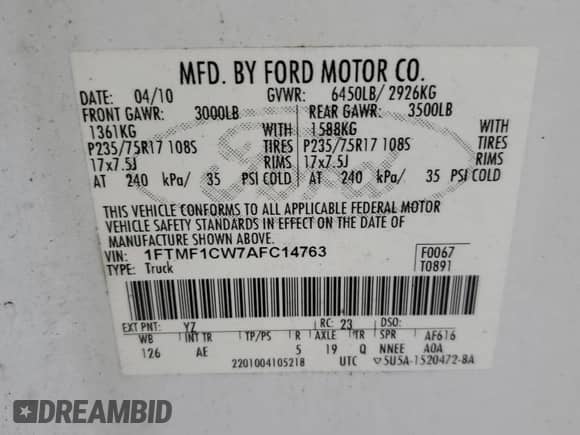 MFD. BY FORD MOTOR CO.
DATE: 04/10 GVWR: 6450LB/ 2926KG
FRONT GAWR: 3000LB REAR GAWR: 3500LB
1361KG WITH 1588KG WITH
P235/75R17 108S TIRES P235/75R17 108S TIRES
17x7.5J RIMS 17x7.5J RIMS
AT 240 kPa/ 35 PSI COLD AT 240 kPa/ 35 PSI COLD
Ford
THIS VEHICLE CONFORMS TO ALL APPLICABLE FEDERAL MOTOR
VEHICLE SAFETY STANDARDS IN EFFECT ON THE DATE OF
MANUFACTURE SHOWN ABOVE.
VIN: 1FTMF1CW7AFC14763 F0067
TYPE: Truck T0891
EXT PNT: YZ RC: 23 DSO:
WB INT TR TP/PS R AXLE TR SPR AF616
126 AE 5 19 Q NNEE A0A
2201004105218 UTC ▽5U5A-1520472-8A
DREAMBID